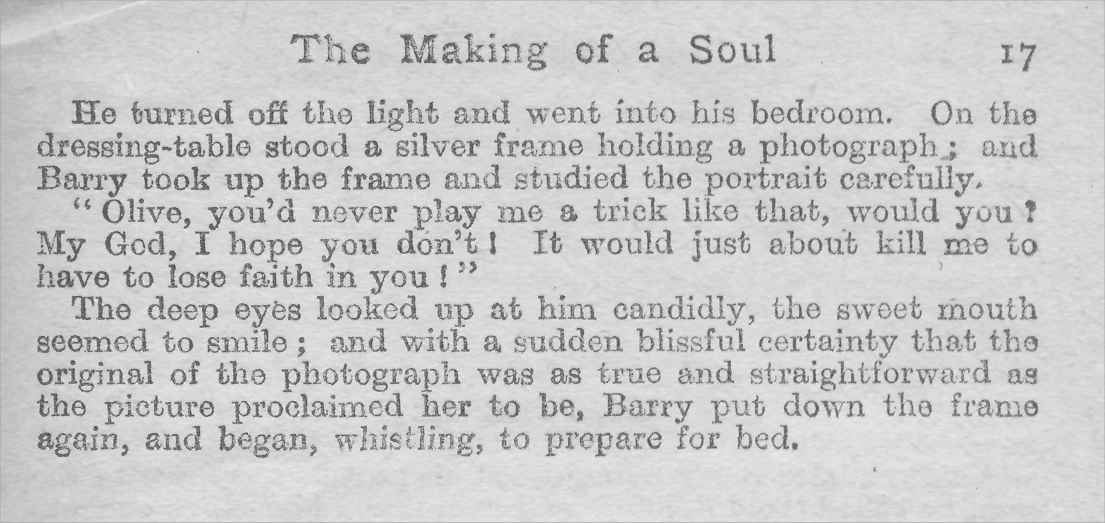 The Making of a Soul 17
He turned off the light and went into his bedroom. On the
dressing-table stood a silver frame holding a photograph ; and
Barry took up the frame and studied the portrait carefully.
“ Olive, you’d never play me a trick like that, would you ?
My God, I hope you don’t ! It would just about kill me to
have to lose faith in you ! ”
The deep eyes looked up at him candidly, the sweet mouth
seemed to smile ; and with a sudden blissful certainty that the
original of the photograph was as true and straightforward as
the picture proclaimed her to be, Barry put down the frame
again, and began, whistling, to prepare for bed.